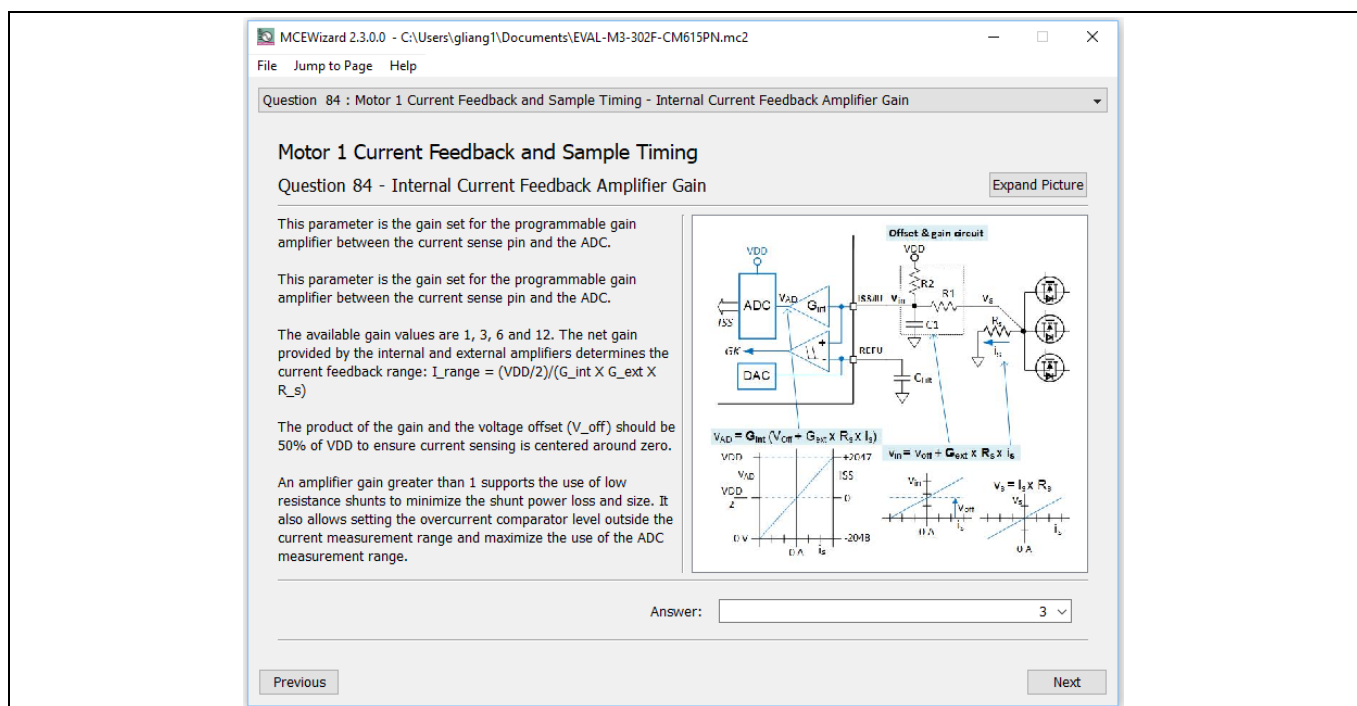 MCEWizard 2.3.0.0 - C:\Users\gliang1\Documents\EVAL-M3-302F-CM615PN.mc2
File Jump to Page Help
Question 84 : Motor 1 Current Feedback and Sample Timing - Internal Current Feedback Amplifier Gain
Motor 1 Current Feedback and Sample Timing
Question 84 - Internal Current Feedback Amplifier Gain
Expand Picture
This parameter is the gain set for the programmable gain
amplifier between the current sense pin and the ADC.
This parameter is the gain set for the programmable gain
amplifier between the current sense pin and the ADC.
The available gain values are 1, 3, 6 and 12. The net gain
provided by the internal and external amplifiers determines the
current feedback range: I_range = (VDD/2)/(G_int X G_ext X
R_s)
The product of the gain and the voltage offset (V_off) should be
50% of VDD to ensure current sensing is centered around zero.
An amplifier gain greater than 1 supports the use of low
resistance shunts to minimize the shunt power loss and size. It
also allows setting the overcurrent comparator level outside the
current measurement range and maximize the use of the ADC
measurement range.
Offset & gain circuit
VDD
VDD
R2
R1
ADC
VAD
Gint
ISS/IU
vin
vs
ISS
C1
Rs
is
GK
+
-
REFU
DAC
vAD = Gint (Voff + Gext x Rs x Is)
vin = voff + Gext x Rs x is
VDD
VAD
VDD
2
0 V
+2047
ISS
0
-2048
0 A
is
vin
Voff
is
0 A
vs = Is x Rs
vs
is
0 A
Answer:
3
Previous
Next